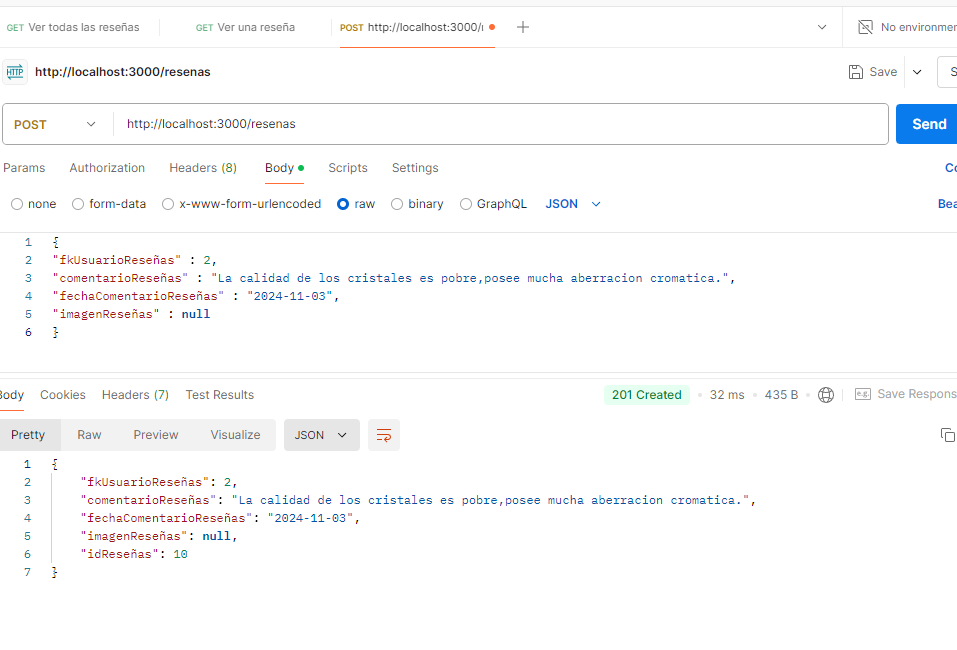 GET Ver todas las reseñas GET Ver una reseña POST http://localhost:3000/ No environmen
HTTP http://localhost:3000/resenas Save S
POST http://localhost:3000/resenas Send
Params Authorization Headers (8) Body Scripts Settings Co
none form-data x-www-form-urlencoded raw binary GraphQL JSON Bea
1 {
2 "fkUsuarioReseñas" : 2,
3 "comentarioReseñas" : "La calidad de los cristales es pobre,posee mucha aberracion cromatica.",
4 "fechaComentarioReseñas" : "2024-11-03",
5 "imagenReseñas" : null
6 }
Body Cookies Headers (7) Test Results 201 Created 32 ms 435 B e.g. Save Respons
Pretty Raw Preview Visualize JSON
1 {
2 "fkUsuarioReseñas": 2,
3 "comentarioReseñas": "La calidad de los cristales es pobre,posee mucha aberracion cromatica.",
4 "fechaComentarioReseñas": "2024-11-03",
5 "imagenReseñas": null,
6 "idReseñas": 10
7 }